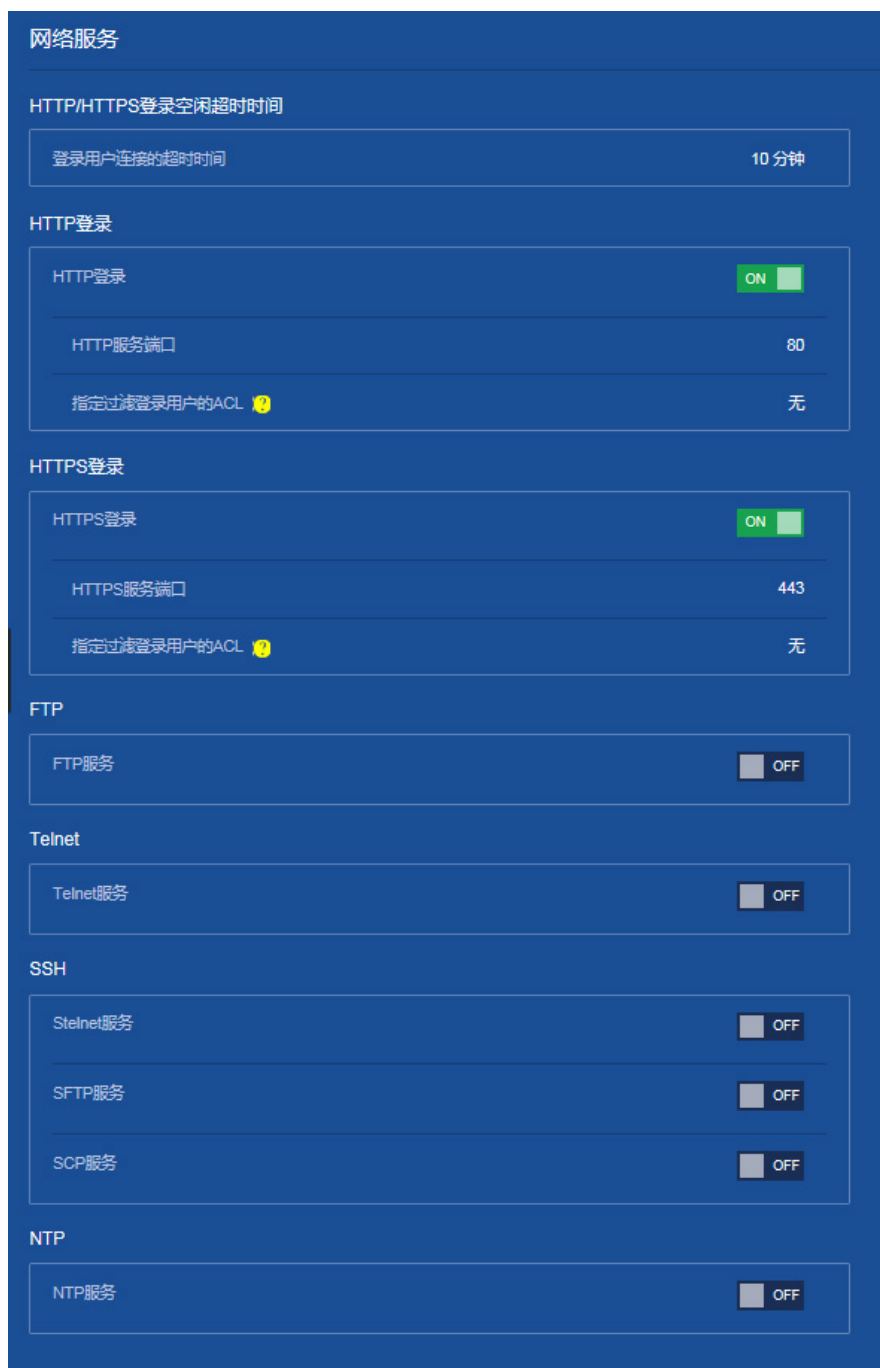 网络服务
HTTP/HTTPS登录空闲超时时间
登录用户连接的超时时间 10 分钟
HTTP登录
HTTP登录 ON
HTTP服务端口 80
指定过滤登录用户的ACL ? 无
HTTPS登录
HTTPS登录 ON
HTTPS服务端口 443
指定过滤登录用户的ACL ? 无
FTP
FTP服务 OFF
Telnet
Telnet服务 OFF
SSH
Stelnet服务 OFF
SFTP服务 OFF
SCP服务 OFF
NTP
NTP服务 OFF